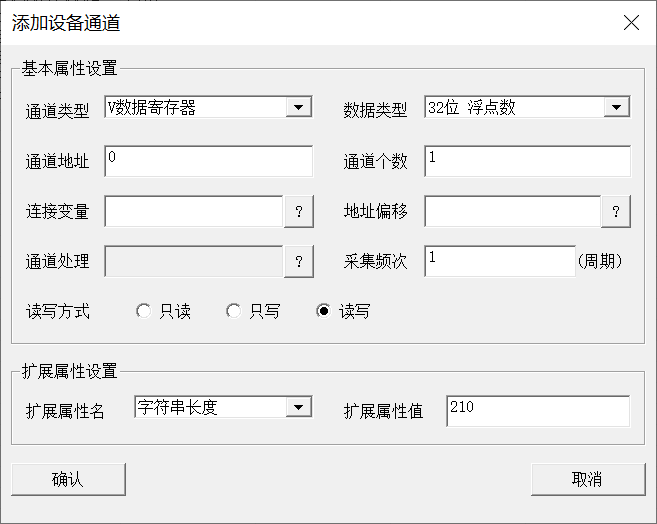 添加设备通道
基本属性设置
通道类型 V数据寄存器 数据类型 32位 浮点数
通道地址 0 通道个数 1
连接变量 ? 地址偏移 ?
通道处理 ? 采集频次 1 (周期)
读写方式 只读 只写 读写
扩展属性设置
扩展属性名 字符串长度 扩展属性值 210
确认 取消